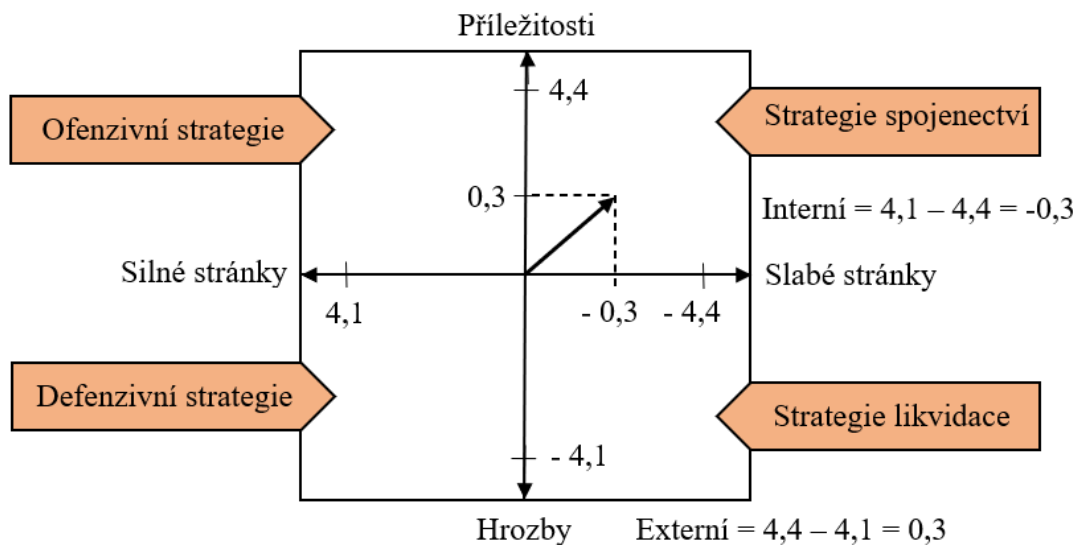 Příležitosti
4,4
Ofenzivní strategie
Strategie spojenectví
0,3
Interní = 4,1 – 4,4 = -0,3
Silné stránky
Slabé stránky
4,1
- 0,3
- 4,4
Defenzivní strategie
Strategie likvidace
- 4,1
Hrozby
Externí = 4,4 – 4,1 = 0,3